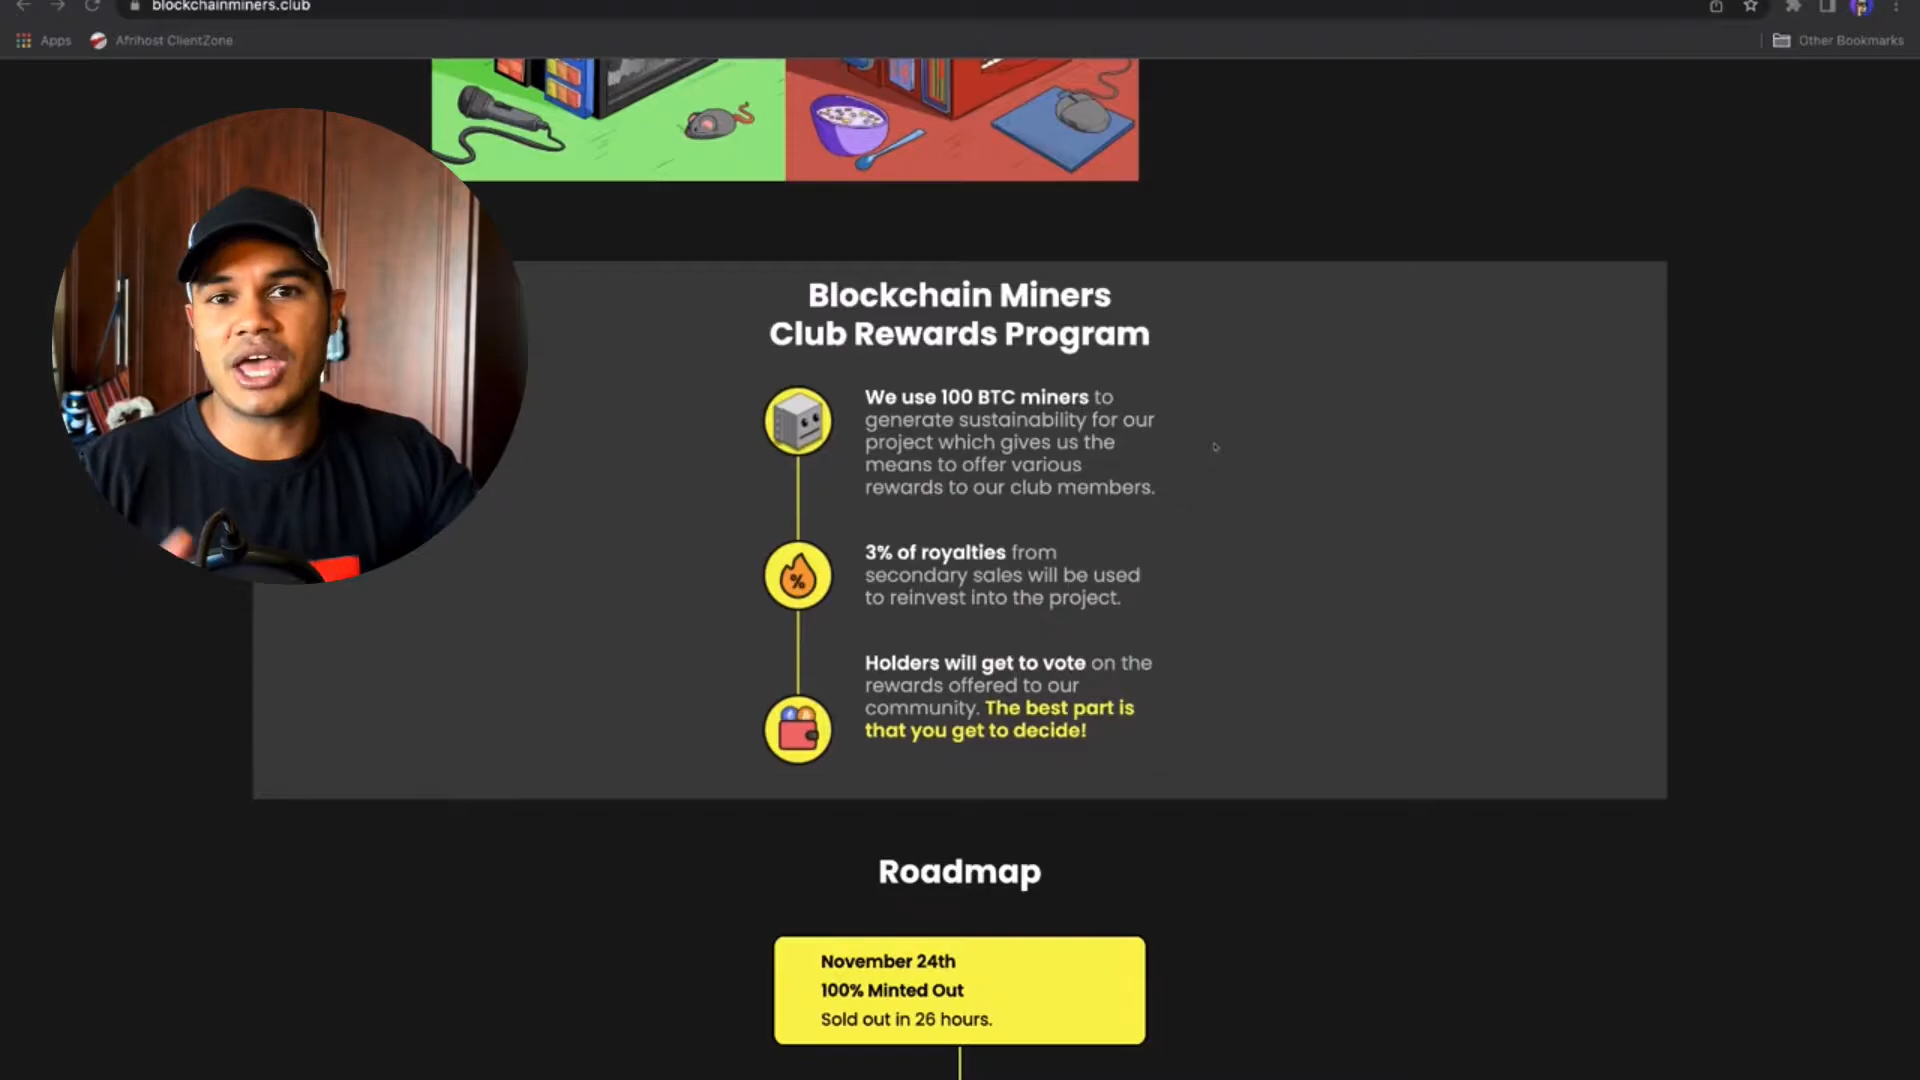 blockchainminers.club
Apps
Afrihost ClientZone
Other Bookmarks
Blockchain Miners
Club Rewards Program
We use 100 BTC miners to
generate sustainability for our
project which gives us the
means to offer various
rewards to our club members.
%
3% of royalties from
secondary sales will be used
to reinvest into the project.
Holders will get to vote on the
rewards offered to our
community. The best part is
that you get to decide!
Roadmap
November 24th
100% Minted Out
Sold out in 26 hours.